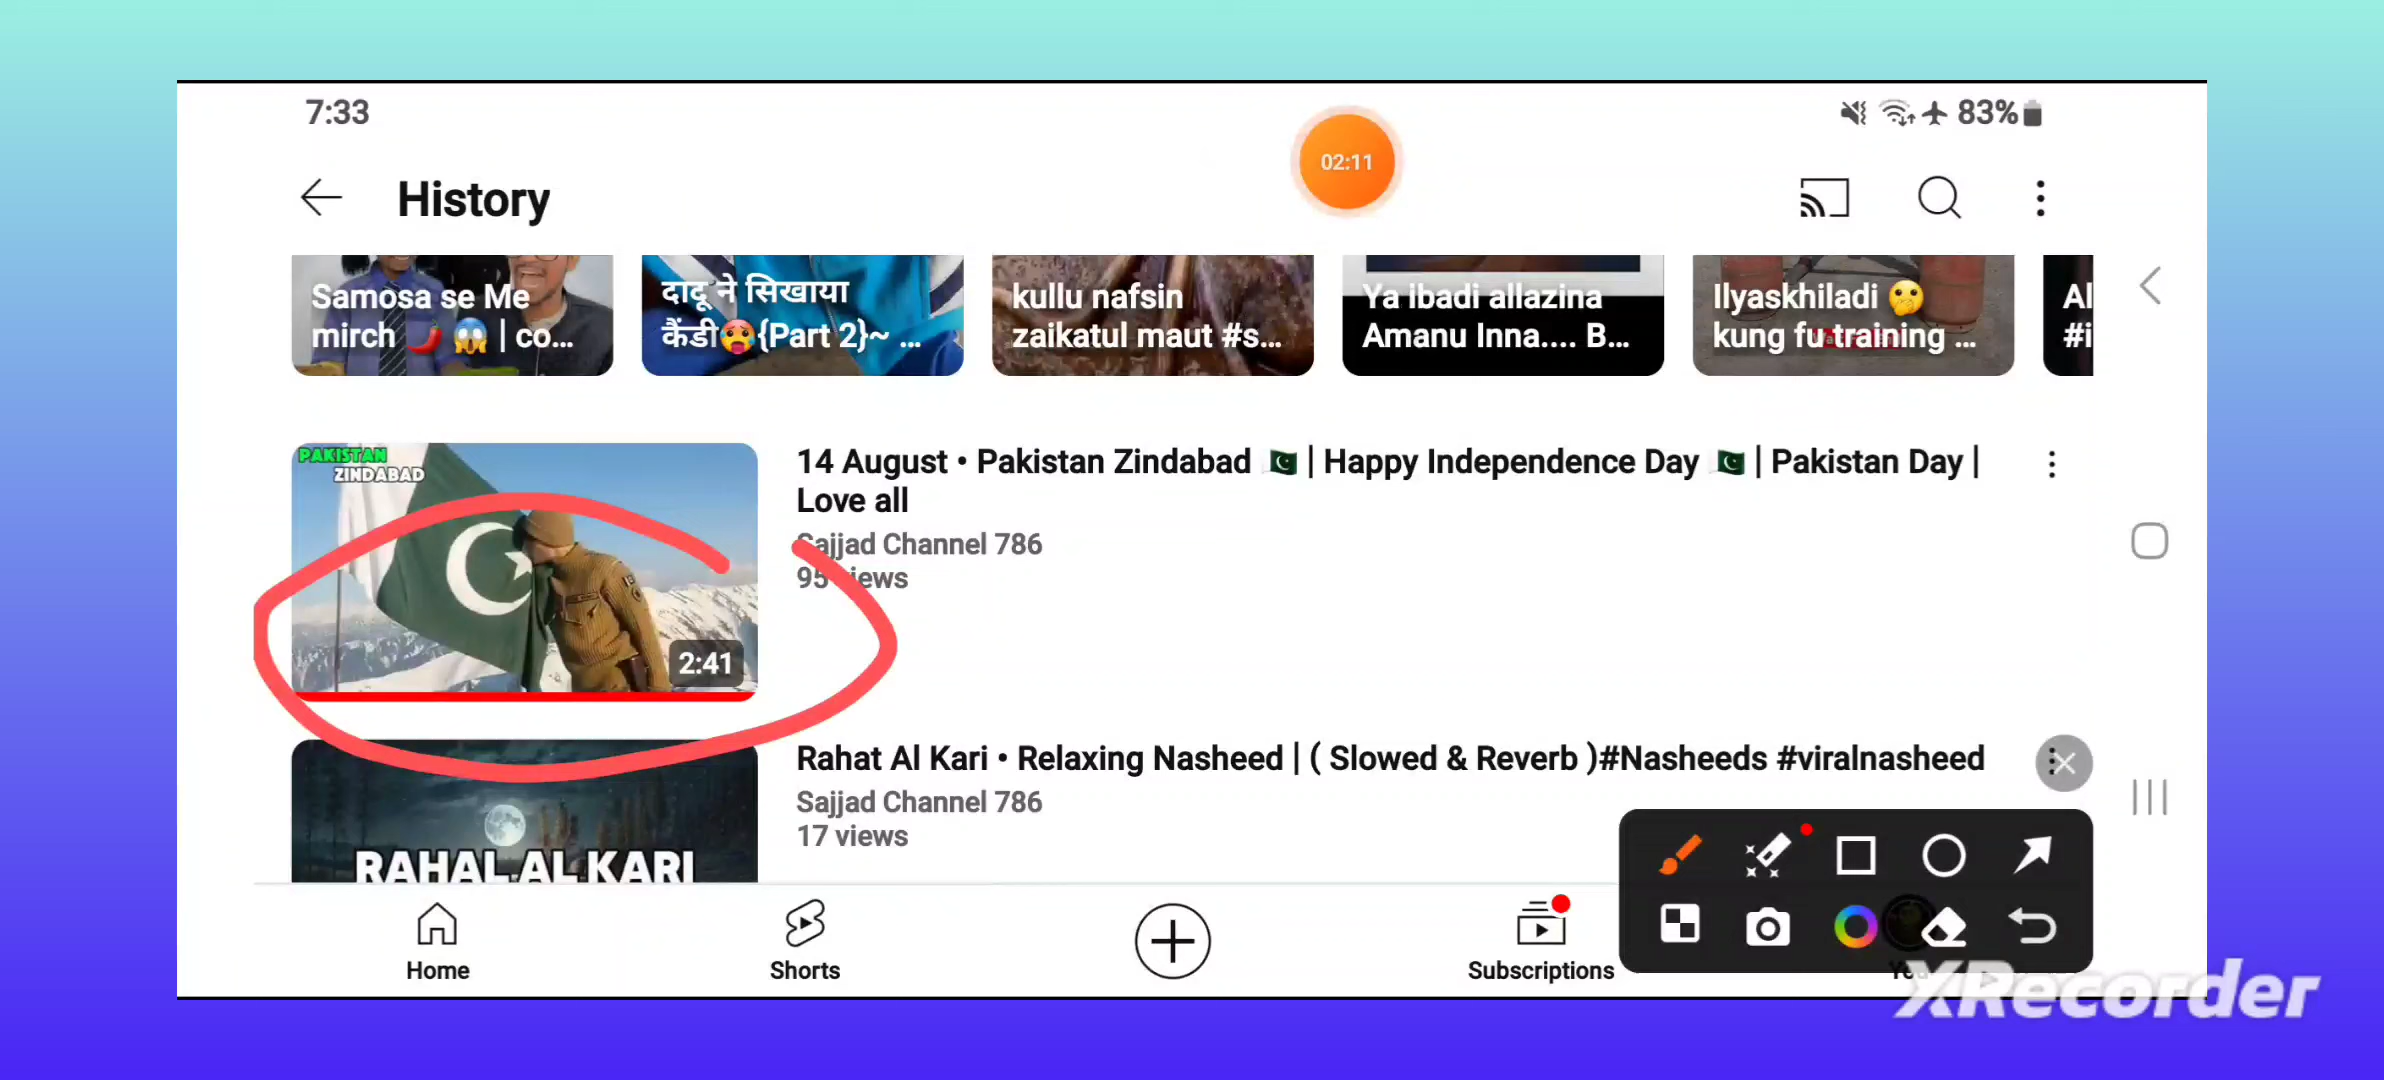 7:33
83%
02:11
History
Samosa se Me
mirch 🌶️ 😱 | co...
दादू ने सिखाया
कैंडी🥵{Part 2}~ ...
kullu nafsin
zaikatul maut #s...
Ya ibadi allazina
Amanu Inna.... B...
Ilyaskhiladi 🤭
kung fu training ...
Al
#i
PAKISTAN
ZINDABAD
2:41
14 August • Pakistan Zindabad 🇵🇰 | Happy Independence Day 🇵🇰 | Pakistan Day |
Love all
Sajjad Channel 786
95 views
RAHAL AL KARI
Rahat Al Kari • Relaxing Nasheed | ( Slowed & Reverb )#Nasheeds #viralnasheed
Sajjad Channel 786
17 views
Home
Shorts
Subscriptions
XRecorder